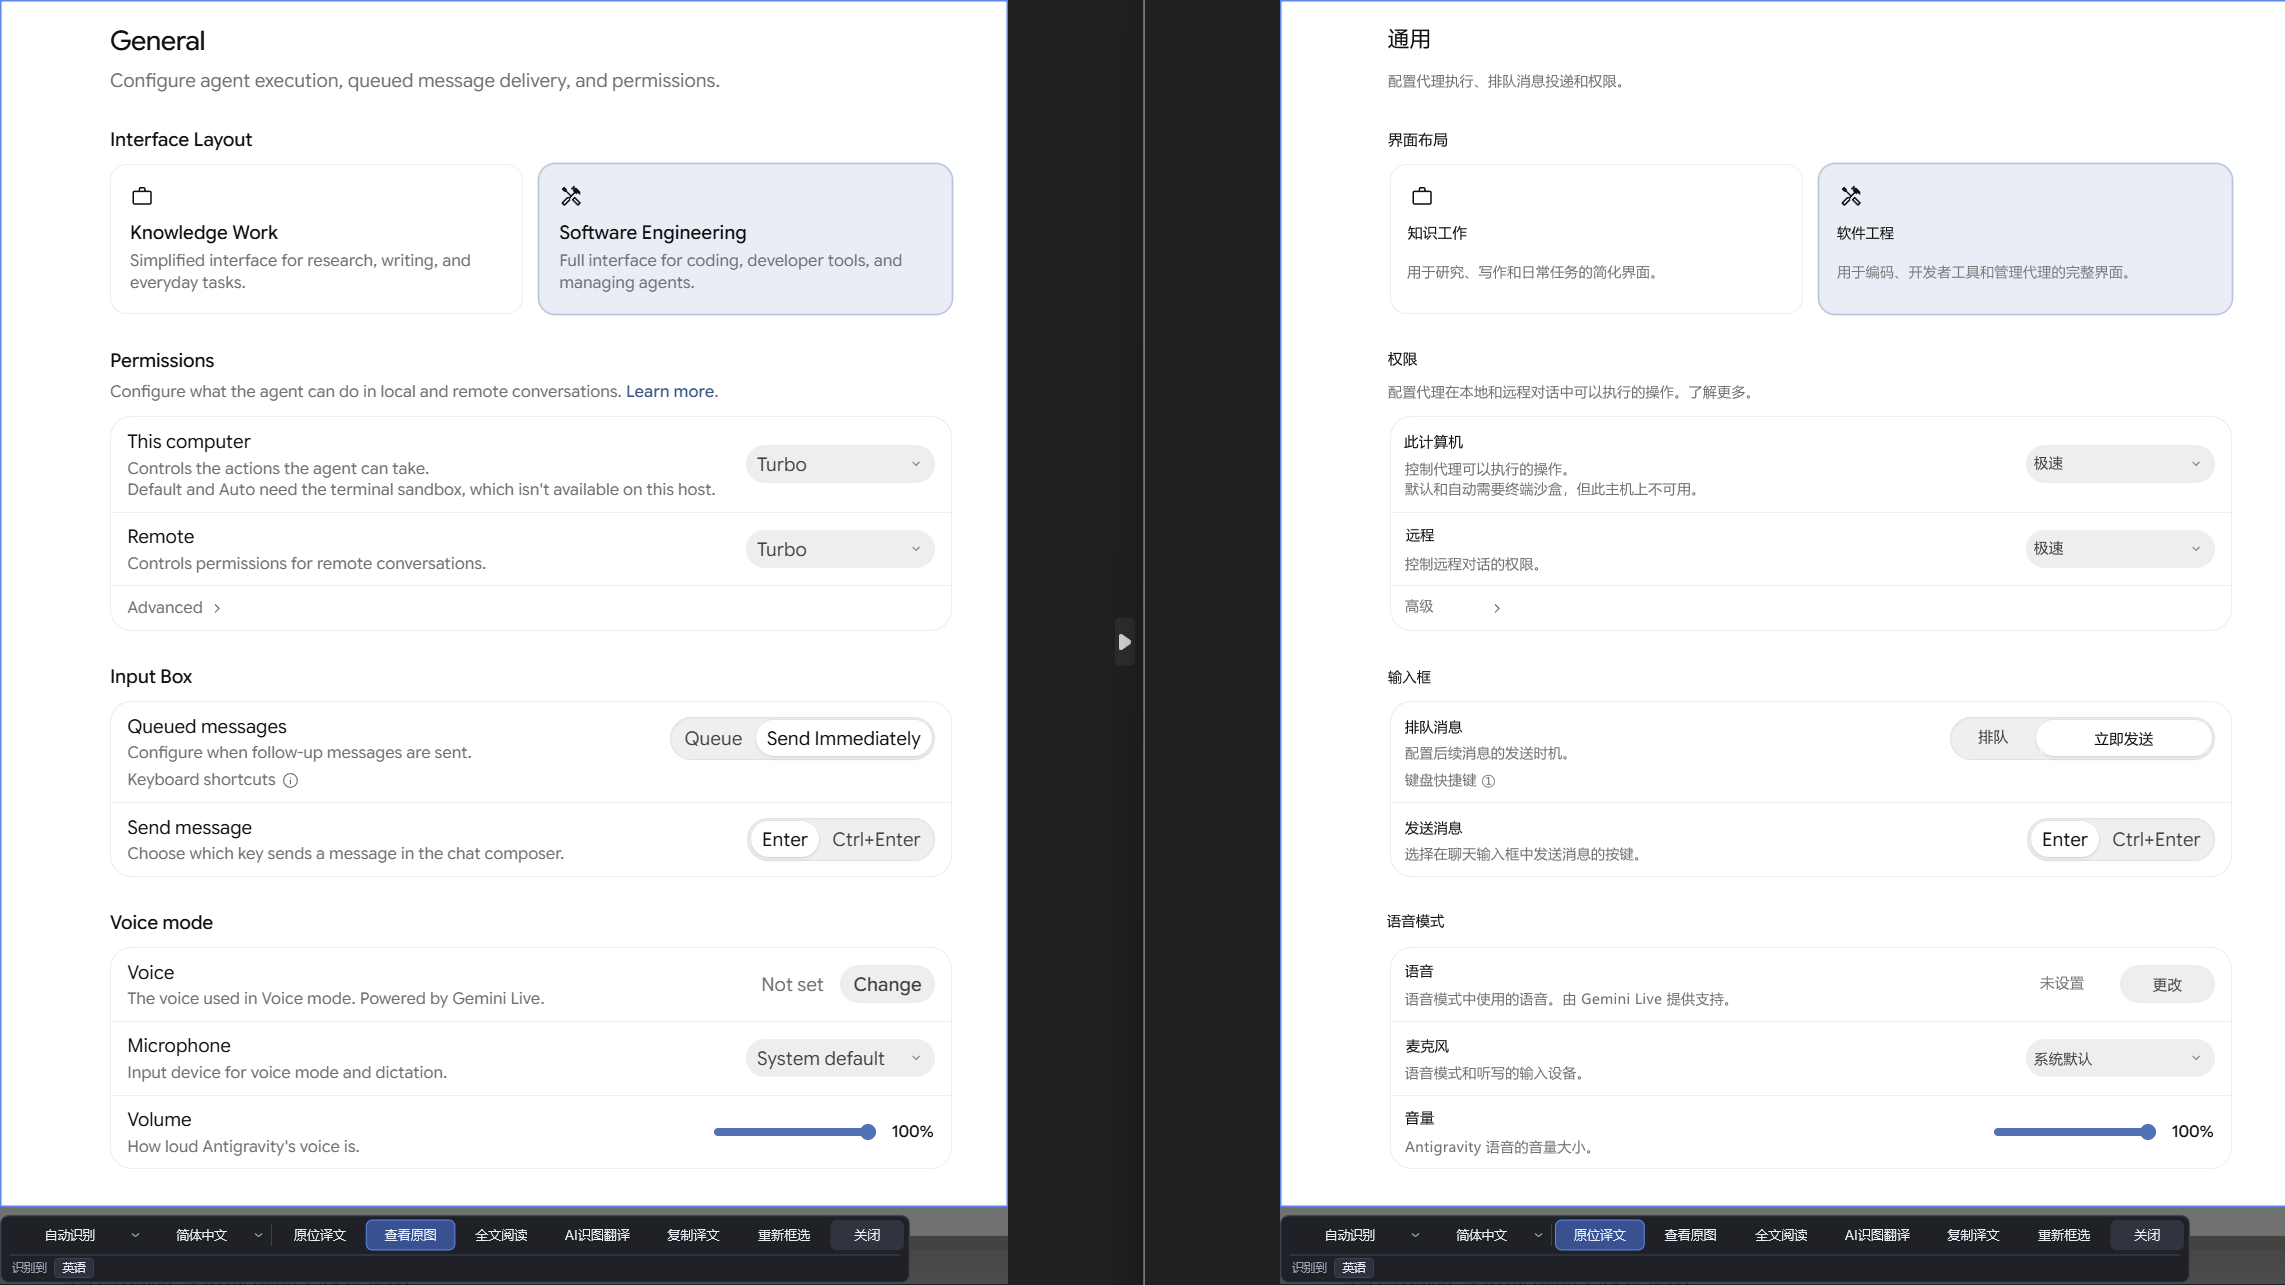 General
Configure agent execution, queued message delivery, and permissions.
Interface Layout
Knowledge Work
Simplified interface for research, writing, and
everyday tasks.
Software Engineering
Full interface for coding, developer tools, and
managing agents.
Permissions
Configure what the agent can do in local and remote conversations. Learn more.
This computer
Controls the actions the agent can take.
Default and Auto need the terminal sandbox, which isn't available on this host.
Turbo
Remote
Controls permissions for remote conversations.
Turbo
Advanced
Input Box
Queued messages
Configure when follow-up messages are sent.
Keyboard shortcuts
Queue
Send Immediately
Send message
Choose which key sends a message in the chat composer.
Enter
Ctrl+Enter
Voice mode
Voice
The voice used in Voice mode. Powered by Gemini Live.
Not set
Change
Microphone
Input device for voice mode and dictation.
System default
Volume
How loud Antigravity's voice is.
100%
自动识别
简体中文
原位译文
查看原图
全文阅读
AI识图翻译
复制译文
重新框选
关闭
识别到
英语
通用
配置代理执行、排队消息投递和权限。
界面布局
知识工作
用于研究、写作和日常任务的简化界面。
软件工程
用于编码、开发者工具和管理代理的完整界面。
权限
配置代理在本地和远程对话中可以执行的操作。了解更多。
此计算机
控制代理可以执行的操作。
默认和自动需要终端沙盒，但此主机上不可用。
极速
远程
控制远程对话的权限。
极速
高级
输入框
排队消息
配置后续消息的发送时机。
键盘快捷键 ①
排队
立即发送
发送消息
选择在聊天输入框中发送消息的按键。
Enter
Ctrl+Enter
语音模式
语音
语音模式中使用的语音。由 Gemini Live 提供支持。
未设置
更改
麦克风
语音模式和听写的输入设备。
系统默认
音量
Antigravity 语音的音量大小。
100%
自动识别
简体中文
原位译文
查看原图
全文阅读
AI识图翻译
复制译文
重新框选
关闭
识别到
英语